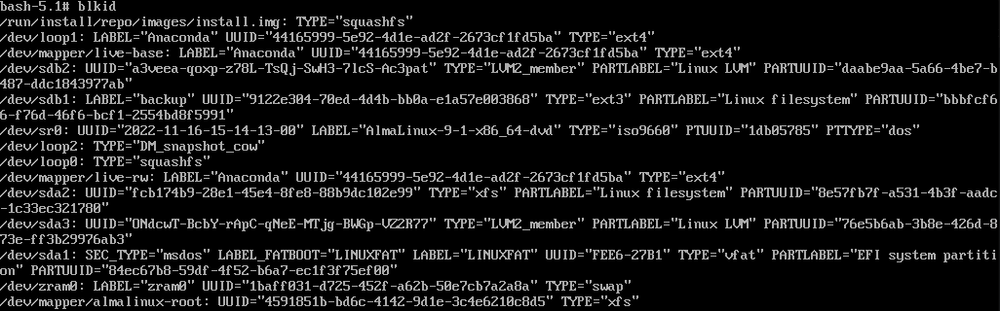 bash-5.1# blkid
/run/install/repo/images/install.img: TYPE="squashfs"
/dev/loop1: LABEL="Anaconda" UUID="44165999-5e92-4d1e-ad2f-2673cf1fd5ba" TYPE="ext4"
/dev/mapper/live-base: LABEL="Anaconda" UUID="44165999-5e92-4d1e-ad2f-2673cf1fd5ba" TYPE="ext4"
/dev/sdb2: UUID="a3veea-qoxp-z78L-TsQj-SwH3-7lcS-Ac3pat" TYPE="LVM2_member" PARTLABEL="Linux LVM" PARTUUID="daabe9aa-5a66-4be7-b
487-ddc1843977ab"
/dev/sdb1: LABEL="backup" UUID="9122e304-70ed-4d4b-bb0a-e1a57e003868" TYPE="ext3" PARTLABEL="Linux filesystem" PARTUUID="bbbfcf6
6-f76d-46f6-bcf1-2554bd8f5991"
/dev/sr0: UUID="2022-11-16-15-14-13-00" LABEL="AlmaLinux-9-1-x86_64-dvd" TYPE="iso9660" PTUUID="1db05785" PTTYPE="dos"
/dev/loop2: TYPE="DM_snapshot_cow"
/dev/loop0: TYPE="squashfs"
/dev/mapper/live-rw: LABEL="Anaconda" UUID="44165999-5e92-4d1e-ad2f-2673cf1fd5ba" TYPE="ext4"
/dev/sda2: UUID="fcb174b9-28e1-45e4-8fe8-88b9dc102e99" TYPE="xfs" PARTLABEL="Linux filesystem" PARTUUID="8e57fb7f-a531-4b3f-aadc
-1c33ec321780"
/dev/sda3: UUID="ONdcwT-BcbY-rApC-qNeE-MTjg-BWGp-VZ2R77" TYPE="LVM2_member" PARTLABEL="Linux LVM" PARTUUID="76e5b6ab-3b8e-426d-8
73e-ff3b29976ab3"
/dev/sda1: SEC_TYPE="msdos" LABEL_FATBOOT="LINUXFAT" LABEL="LINUXFAT" UUID="FEE6-27B1" TYPE="vfat" PARTLABEL="EFI system partiti
on" PARTUUID="84ec67b8-59df-4f52-b6a7-ec1f3f75ef00"
/dev/zram0: LABEL="zram0" UUID="1baff031-d725-452f-a62b-50e7cb7a2a8a" TYPE="swap"
/dev/mapper/almalinux-root: UUID="4591851b-bd6c-4142-9d1e-3c4e6210c8d5" TYPE="xfs"